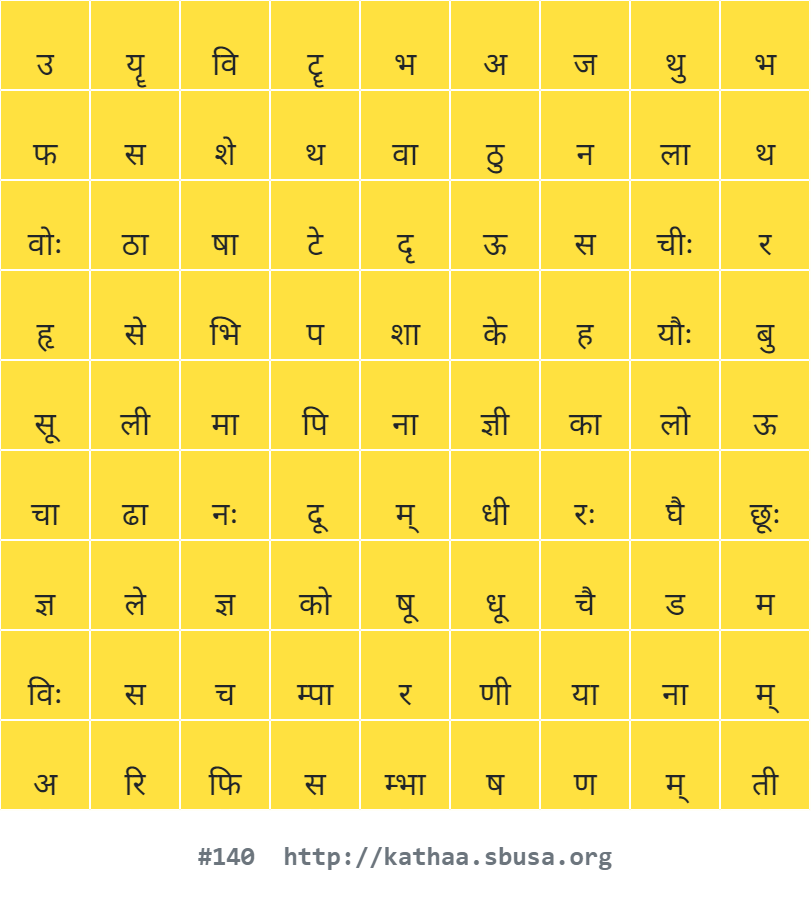 उ यॄ वि टॄ भ अ ज थु भ
फ स शे थ वा ठु न ला थ
वोः ठा षा टे दृ ऊ स चीः र
हृ से भि प शा के ह यौः बु
सू ली मा पि ना ज्ञी का लो ऊ
चा ढा नः दू म् धी रः घै छूः
ज्ञ ले ज्ञ को षू धू चै ड म
विः स च म्पा र णी या ना म्
अ रि फि स म्भा ष ण म् ती
#140 http://kathaa.sbusa.org